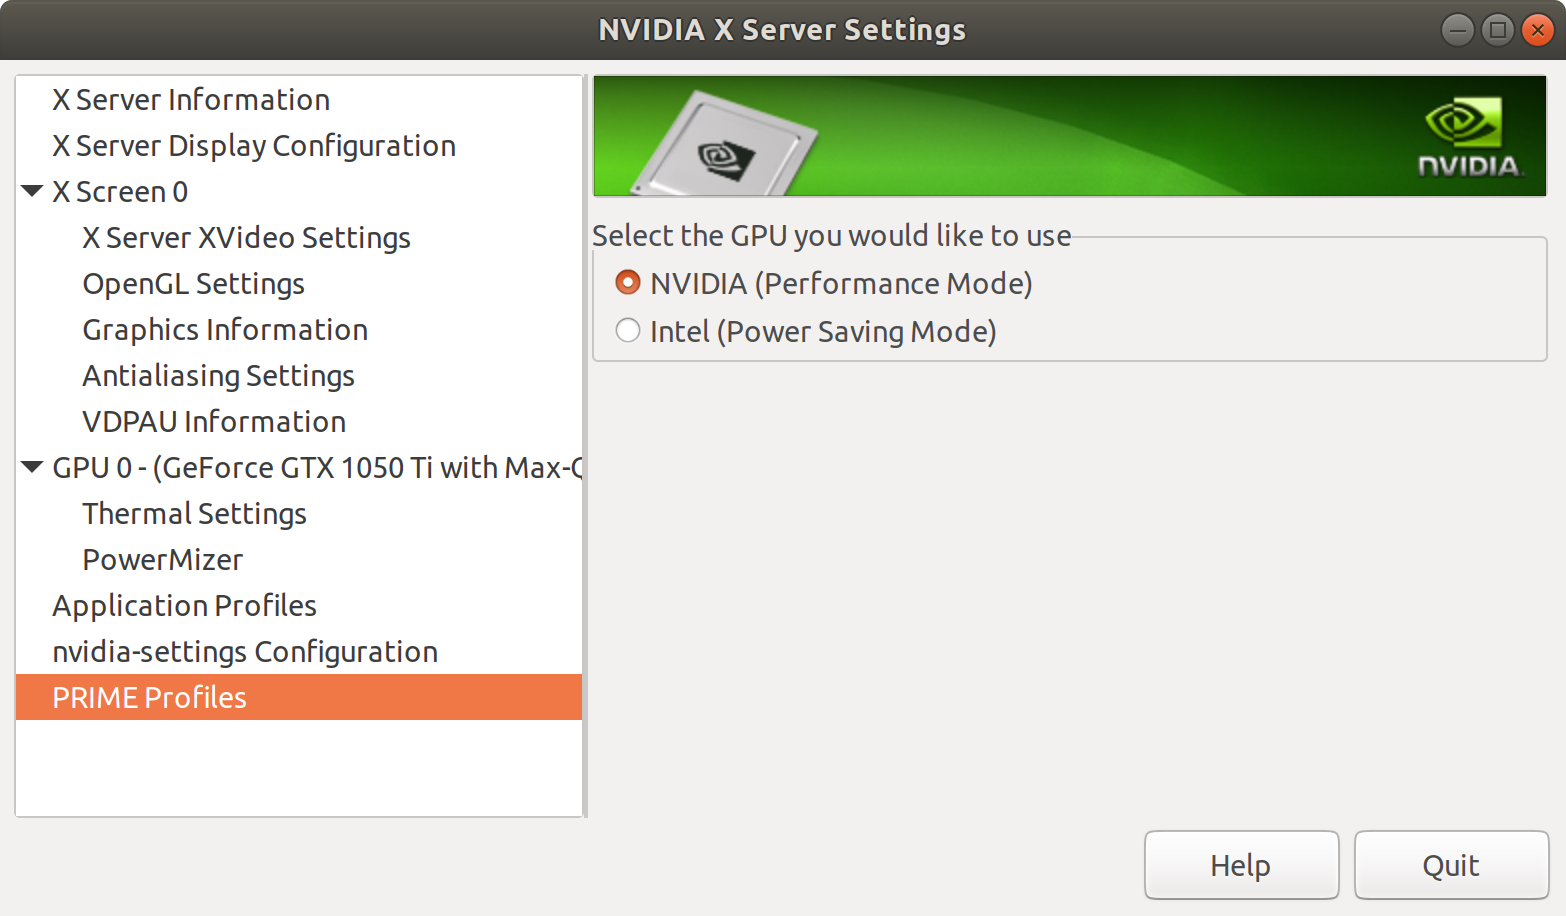 NVIDIA X Server Settings
X Server Information
X Server Display Configuration
X Screen 0
X Server XVideo Settings
OpenGL Settings
Graphics Information
Antialiasing Settings
VDPAU Information
GPU 0 - (GeForce GTX 1050 Ti with Max-Q
Thermal Settings
PowerMizer
Application Profiles
nvidia-settings Configuration
PRIME Profiles
NVIDIA.
Select the GPU you would like to use
NVIDIA (Performance Mode)
Intel (Power Saving Mode)
Help
Quit